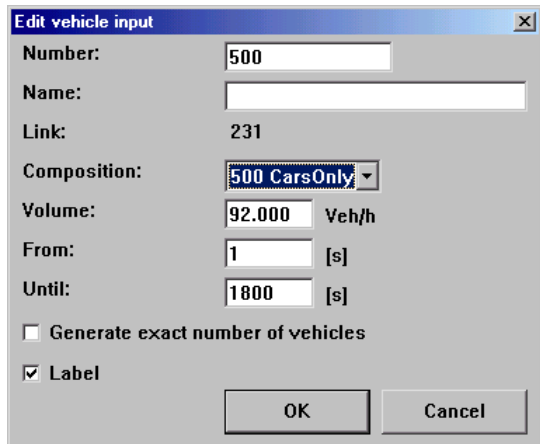 Edit vehicle input
Number: 500
Name:
Link: 231
Composition: 500 CarsOnly
Volume: 92.000 Veh/h
From: 1 [s]
Until: 1800 [s]
Generate exact number of vehicles
Label
OK Cancel